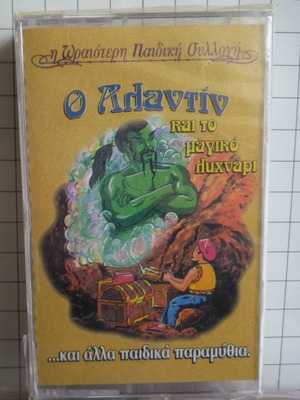 η Ωραιότερη Παιδική Συλλογή
Ο Αλαντίν
και το
μαγικό
λυχνάρι
...και άλλα παιδικά παραμύθια.